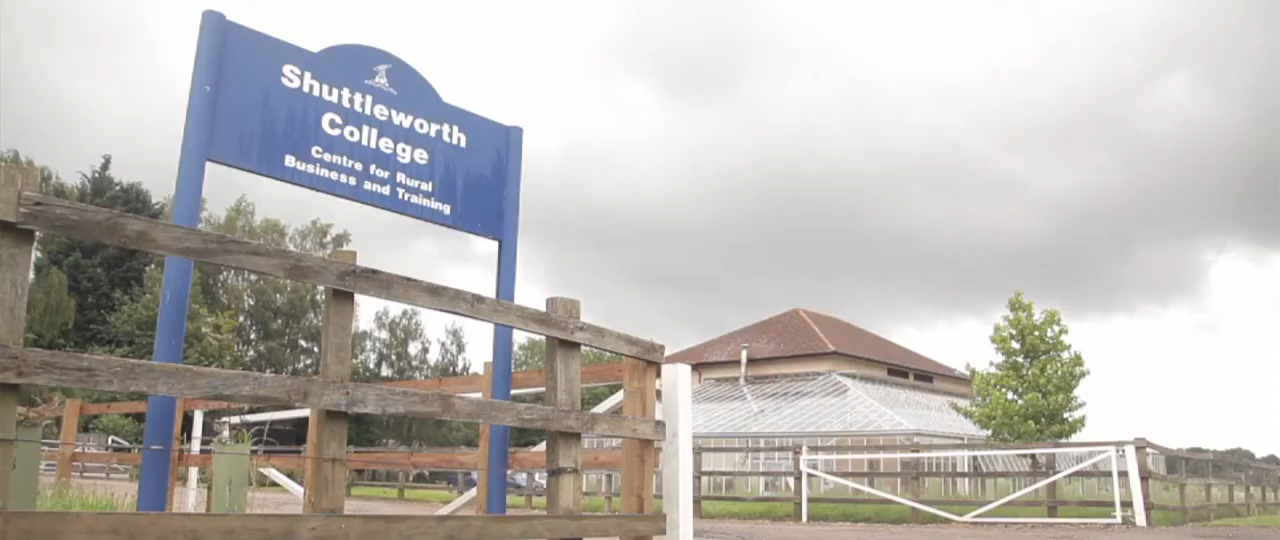 Shuttleworth
College
Centre for Rural
Business and Training